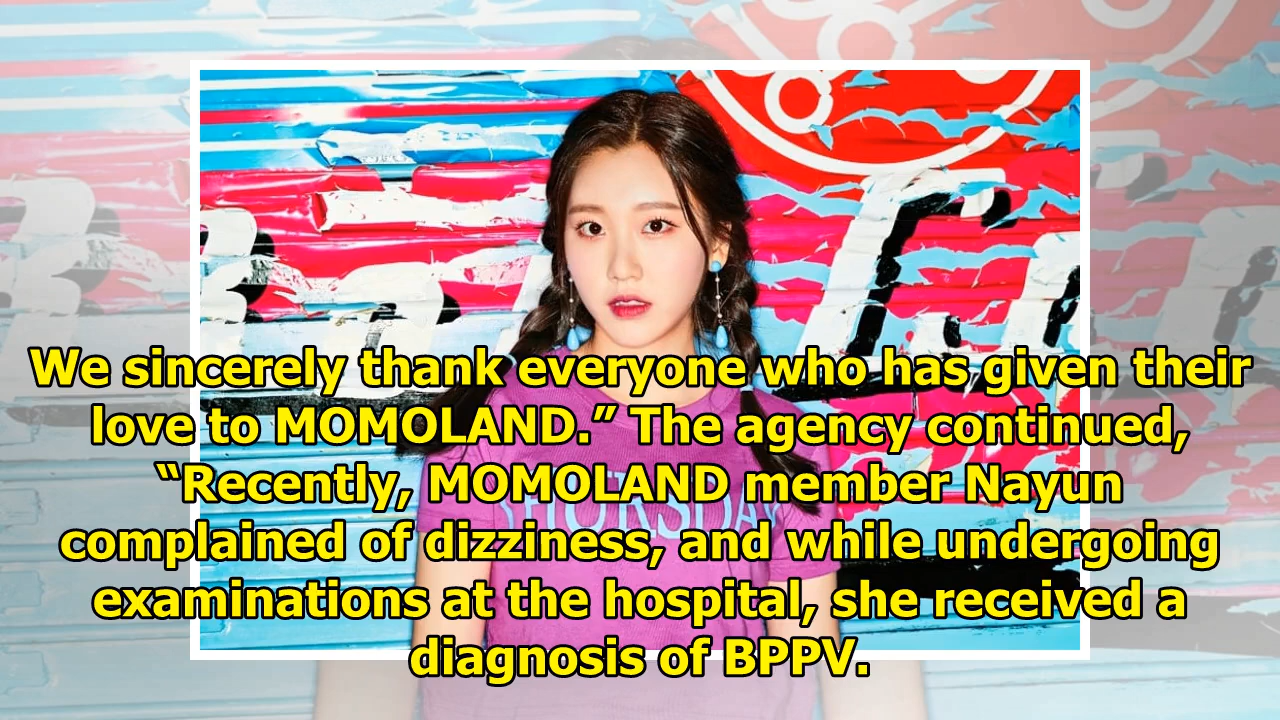 We sincerely thank everyone who has given their
love to MOMOLAND.” The agency continued,
“Recently, MOMOLAND member Nayun
complained of dizziness, and while undergoing
examinations at the hospital, she received a
diagnosis of BPPV.
THURSDAY